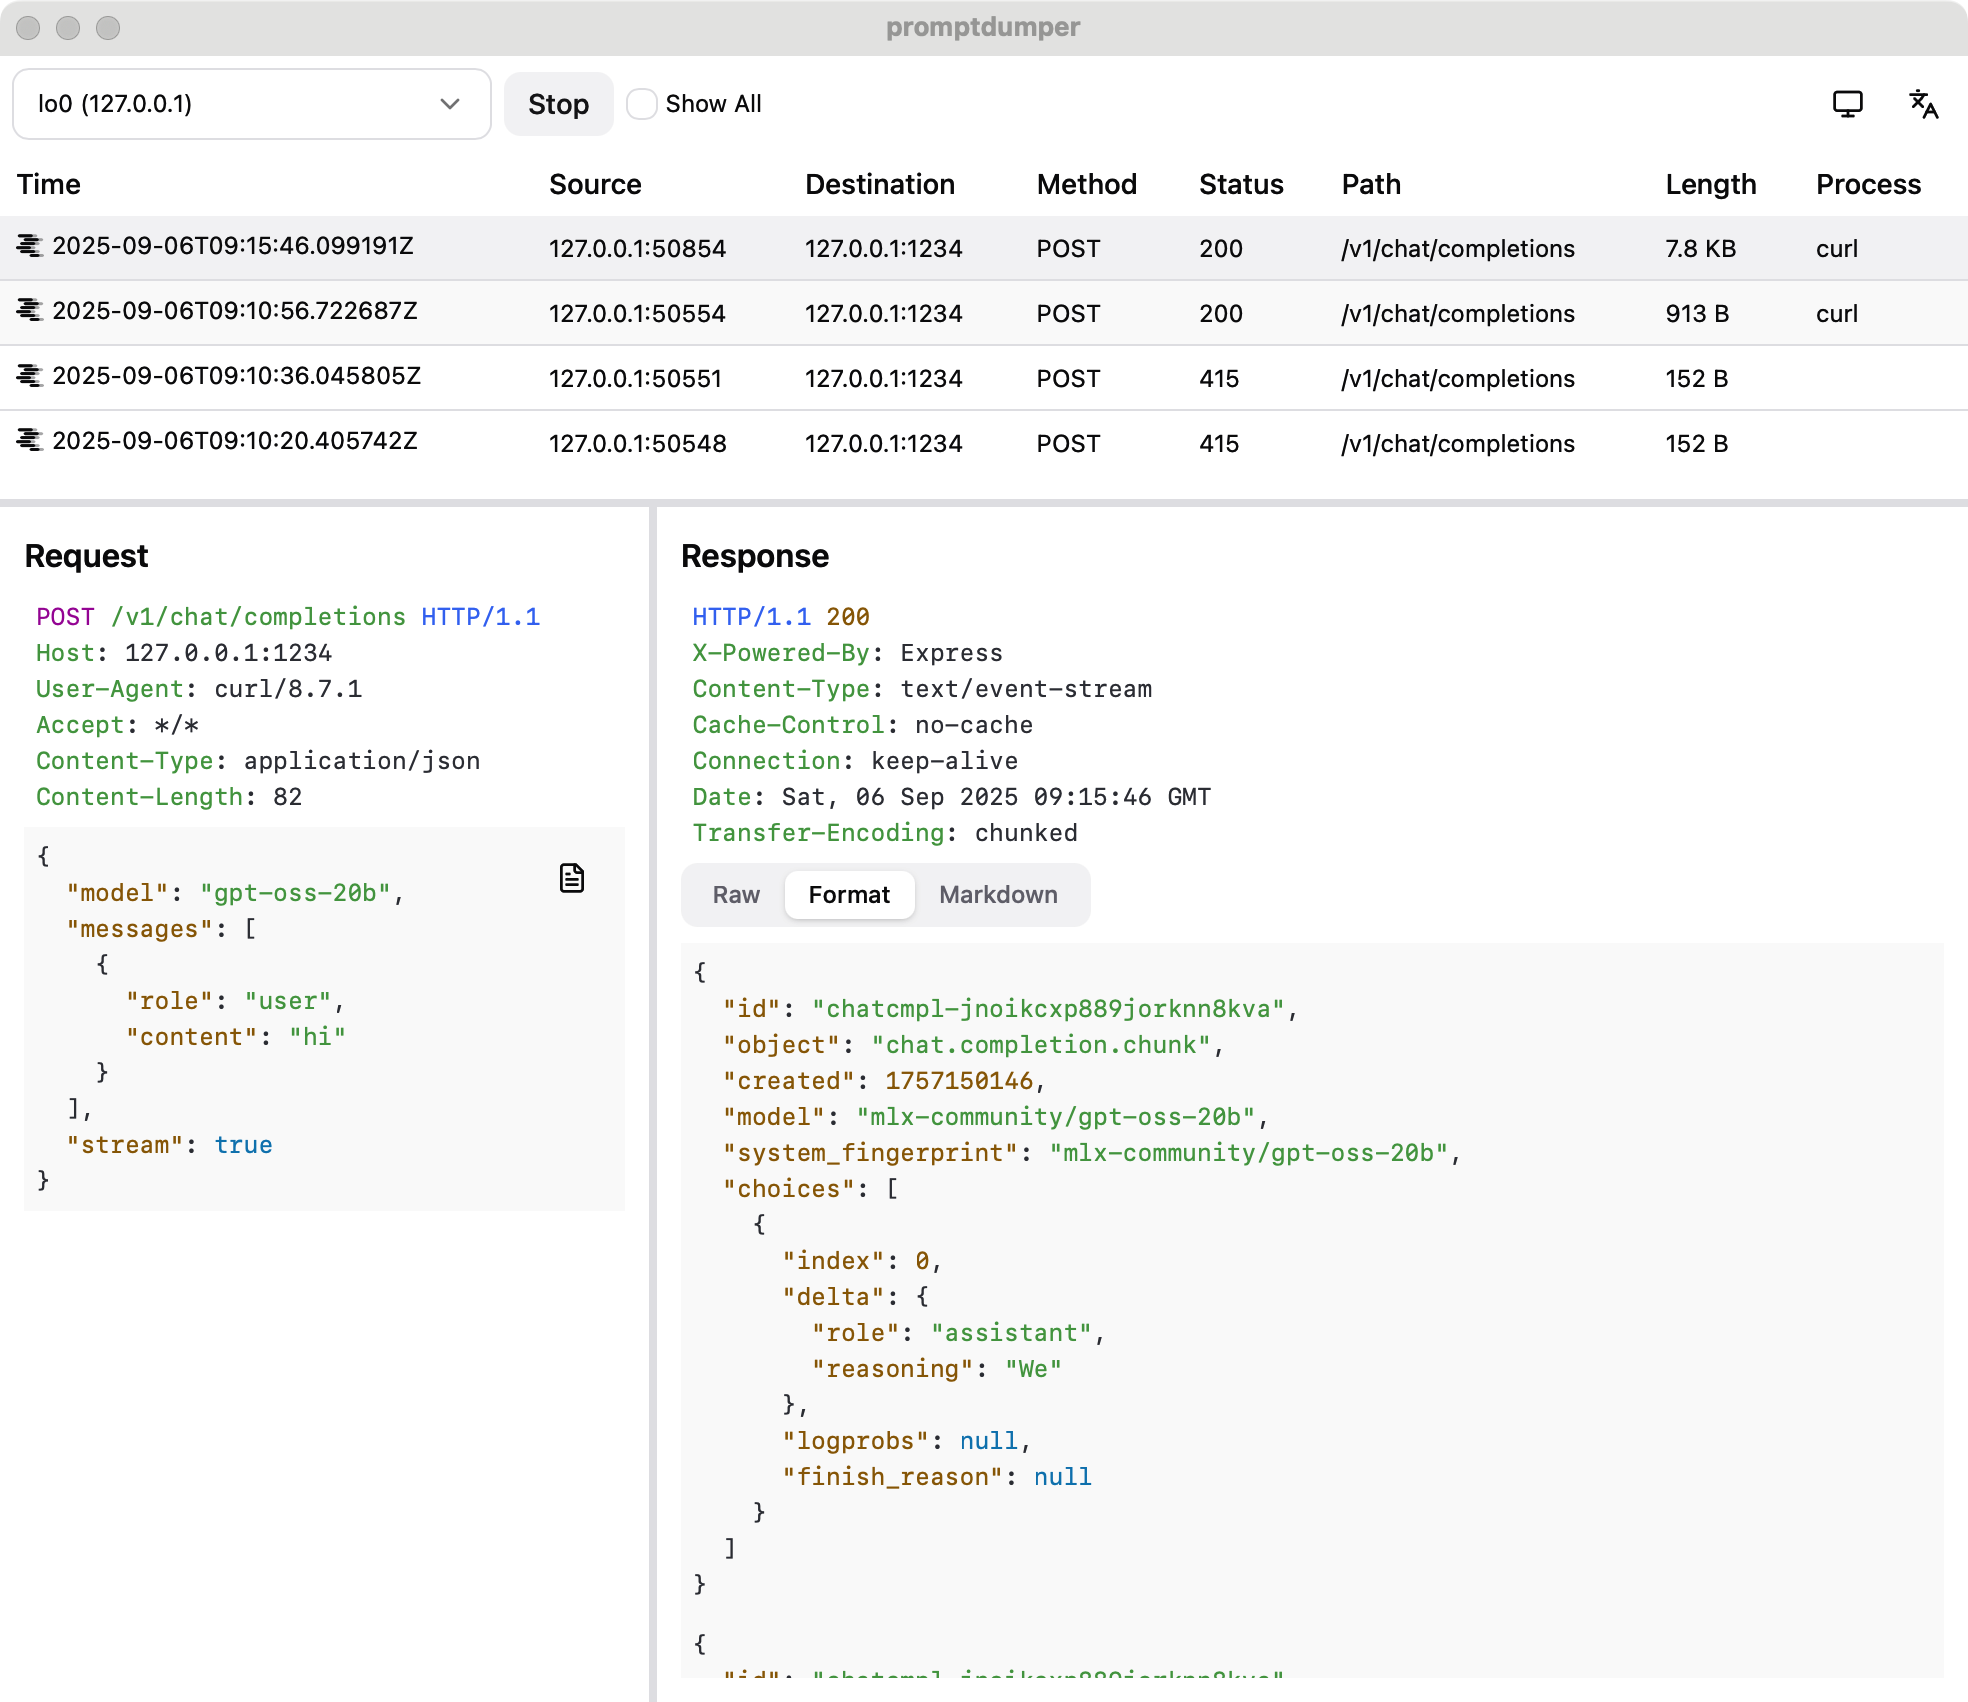 promptdumper
lo0 (127.0.0.1)
Stop
Show All
Time Source Destination Method Status Path Length Process
2025-09-06T09:15:46.099191Z 127.0.0.1:50854 127.0.0.1:1234 POST 200 /v1/chat/completions 7.8 KB curl
2025-09-06T09:10:56.722687Z 127.0.0.1:50554 127.0.0.1:1234 POST 200 /v1/chat/completions 913 B curl
2025-09-06T09:10:36.045805Z 127.0.0.1:50551 127.0.0.1:1234 POST 415 /v1/chat/completions 152 B
2025-09-06T09:10:20.405742Z 127.0.0.1:50548 127.0.0.1:1234 POST 415 /v1/chat/completions 152 B
Request
POST /v1/chat/completions HTTP/1.1
Host: 127.0.0.1:1234
User-Agent: curl/8.7.1
Accept: */*
Content-Type: application/json
Content-Length: 82
{
"model": "gpt-oss-20b",
"messages": [
{
"role": "user",
"content": "hi"
}
],
"stream": true
}
Response
HTTP/1.1 200
X-Powered-By: Express
Content-Type: text/event-stream
Cache-Control: no-cache
Connection: keep-alive
Date: Sat, 06 Sep 2025 09:15:46 GMT
Transfer-Encoding: chunked
Raw Format Markdown
{
"id": "chatcmpl-jnoikcxp889jorknn8kva",
"object": "chat.completion.chunk",
"created": 1757150146,
"model": "mlx-community/gpt-oss-20b",
"system_fingerprint": "mlx-community/gpt-oss-20b",
"choices": [
{
"index": 0,
"delta": {
"role": "assistant",
"reasoning": "We"
},
"logprobs": null,
"finish_reason": null
}
]
}
{
"id": "chatcmpl-jnoikcxp889jorknn8kva"